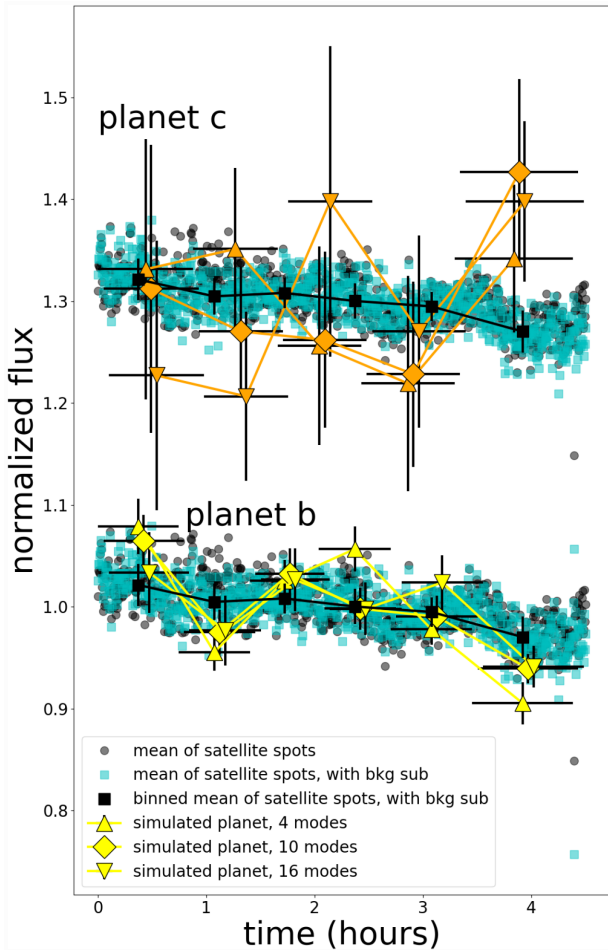 planet c
planet b
normalized flux
1.5
1.4
1.3
1.2
1.1
1.0
0.9
0.8
mean of satellite spots
mean of satellite spots, with bkg sub
binned mean of satellite spots, with bkg sub
simulated planet, 4 modes
simulated planet, 10 modes
simulated planet, 16 modes
0
1
2
3
4
time (hours)